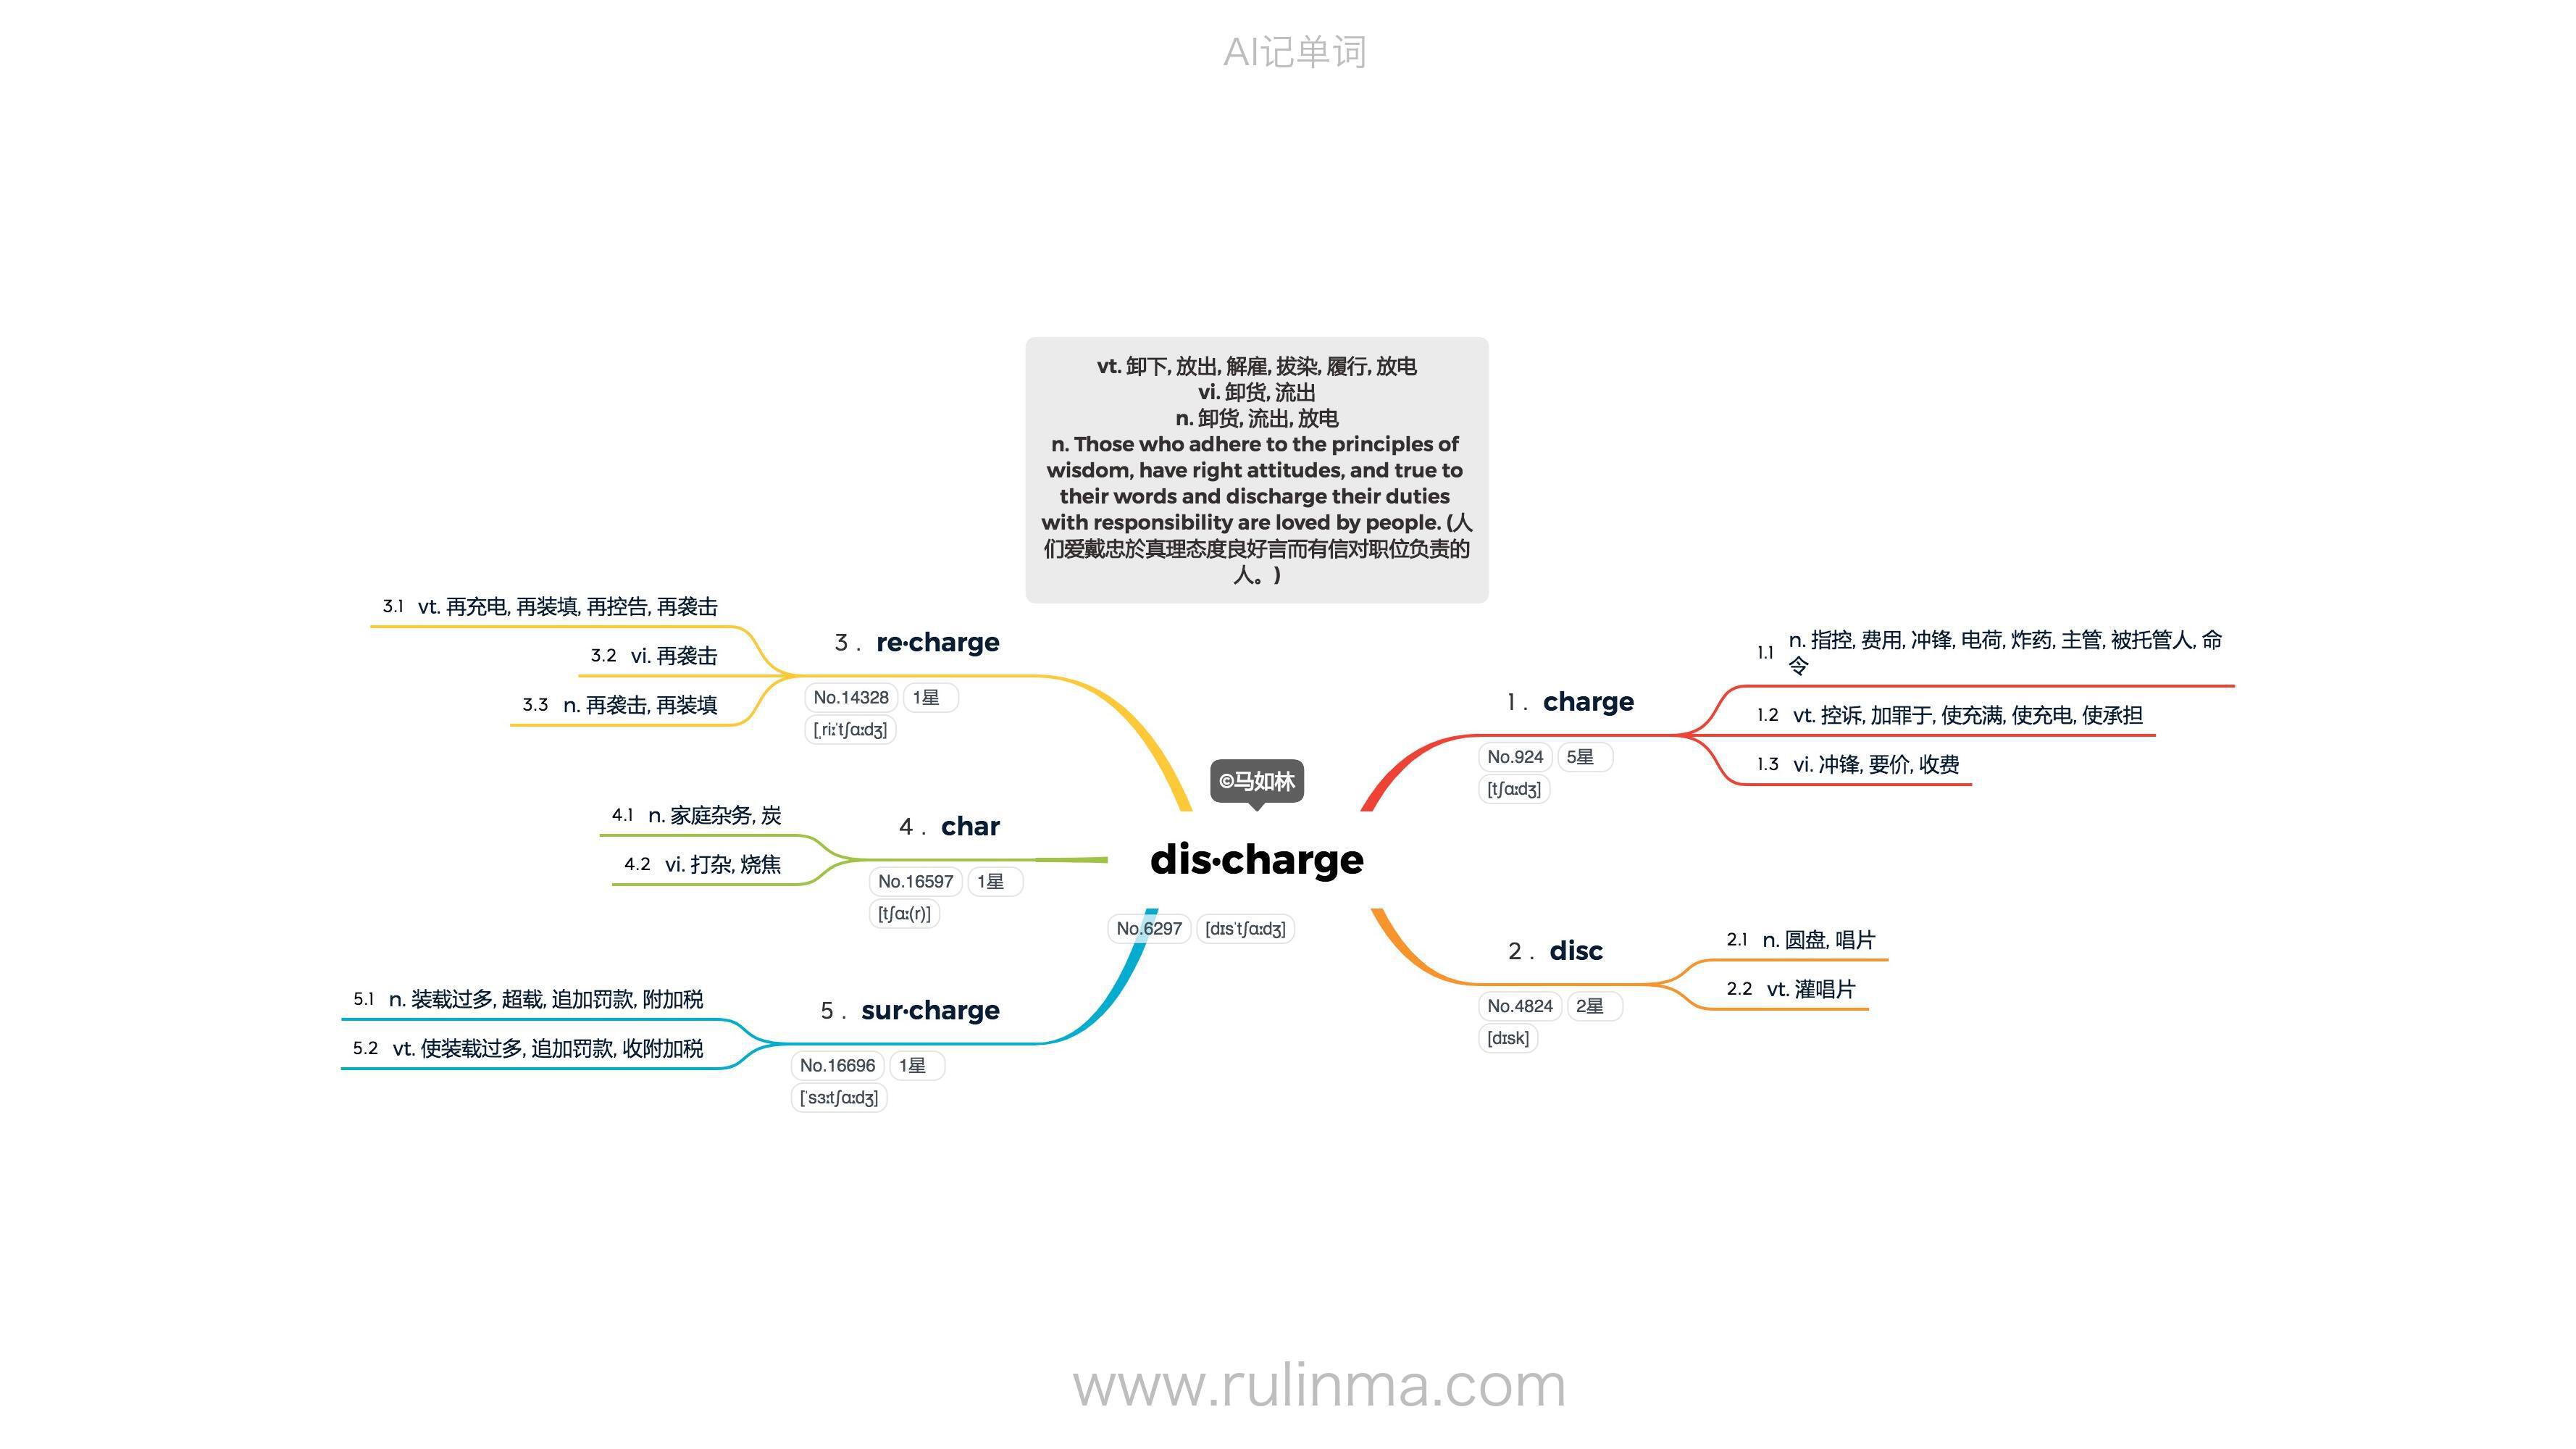 AI记单词
vt. 卸下, 放出, 解雇, 拔染, 履行, 放电
vi. 卸货, 流出
n. 卸货, 流出, 放电
n. Those who adhere to the principles of
wisdom, have right attitudes, and true to
their words and discharge their duties
with responsibility are loved by people. (人
们爱戴忠於真理态度良好言而有信对职位负责的
人。)
©马如林
dis·charge
No.6297 [dɪsˈtʃɑːdʒ]
1. charge
No.924 5星
[tʃɑːdʒ]
1.1 n. 指控, 费用, 冲锋, 电荷, 炸药, 主管, 被托管人, 命
令
1.2 vt. 控诉, 加罪于, 使充满, 使充电, 使承担
1.3 vi. 冲锋, 要价, 收费
2. disc
No.4824 2星
[dɪsk]
2.1 n. 圆盘, 唱片
2.2 vt. 灌唱片
3. re·charge
No.14328 1星
[ˌriːˈtʃɑːdʒ]
3.1 vt. 再充电, 再装填, 再控告, 再袭击
3.2 vi. 再袭击
3.3 n. 再袭击, 再装填
4. char
No.16597 1星
[tʃɑː(r)]
4.1 n. 家庭杂务, 炭
4.2 vi. 打杂, 烧焦
5. sur·charge
No.16696 1星
[ˈsɜːtʃɑːdʒ]
5.1 n. 装载过多, 超载, 追加罚款, 附加税
5.2 vt. 使装载过多, 追加罚款, 收附加税
www.rulinma.com